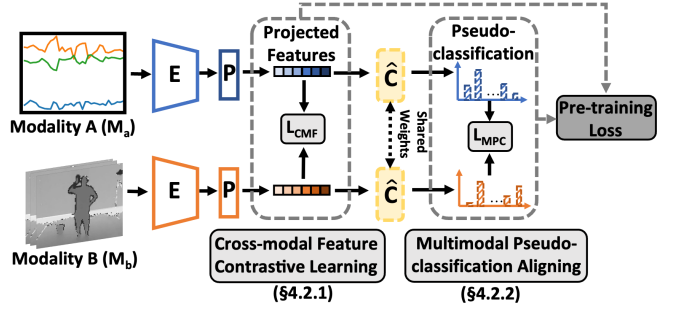 Projected
Features
Pseudo-
classification
E
P
Ĉ
Modality A (Mₐ)
L_CMF
Shared
Weights
L_MPC
Pre-training
Loss
E
P
Ĉ
Modality B (M_b)
Cross-modal Feature
Contrastive Learning
Multimodal Pseudo-
classification Aligning
(§4.2.1)
(§4.2.2)